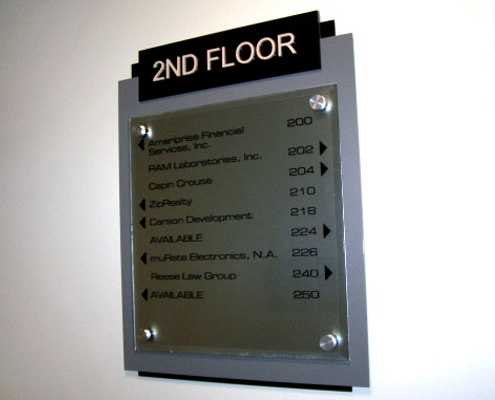 2ND FLOOR
Ameriprise Financial 200
Services, Inc.
RAM Laboratories, Inc. 202
Capin Crouse 204
ZipRealty 210
Carson Development 218
AVAILABLE 224
muRata Electronics, N.A. 226
Reese Law Group 240
AVAILABLE 250